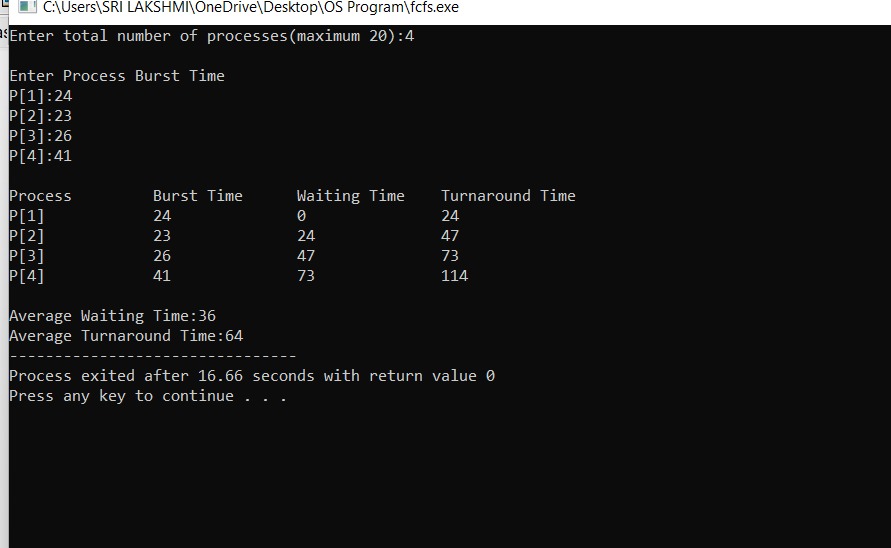 C:\Users\SRI LAKSHMI\OneDrive\Desktop\OS Program\fcfs.exe
Enter total number of processes(maximum 20):4
Enter Process Burst Time
P[1]:24
P[2]:23
P[3]:26
P[4]:41
Process Burst Time Waiting Time Turnaround Time
P[1] 24 0 24
P[2] 23 24 47
P[3] 26 47 73
P[4] 41 73 114
Average Waiting Time:36
Average Turnaround Time:64
--------------------------------
Process exited after 16.66 seconds with return value 0
Press any key to continue . . .